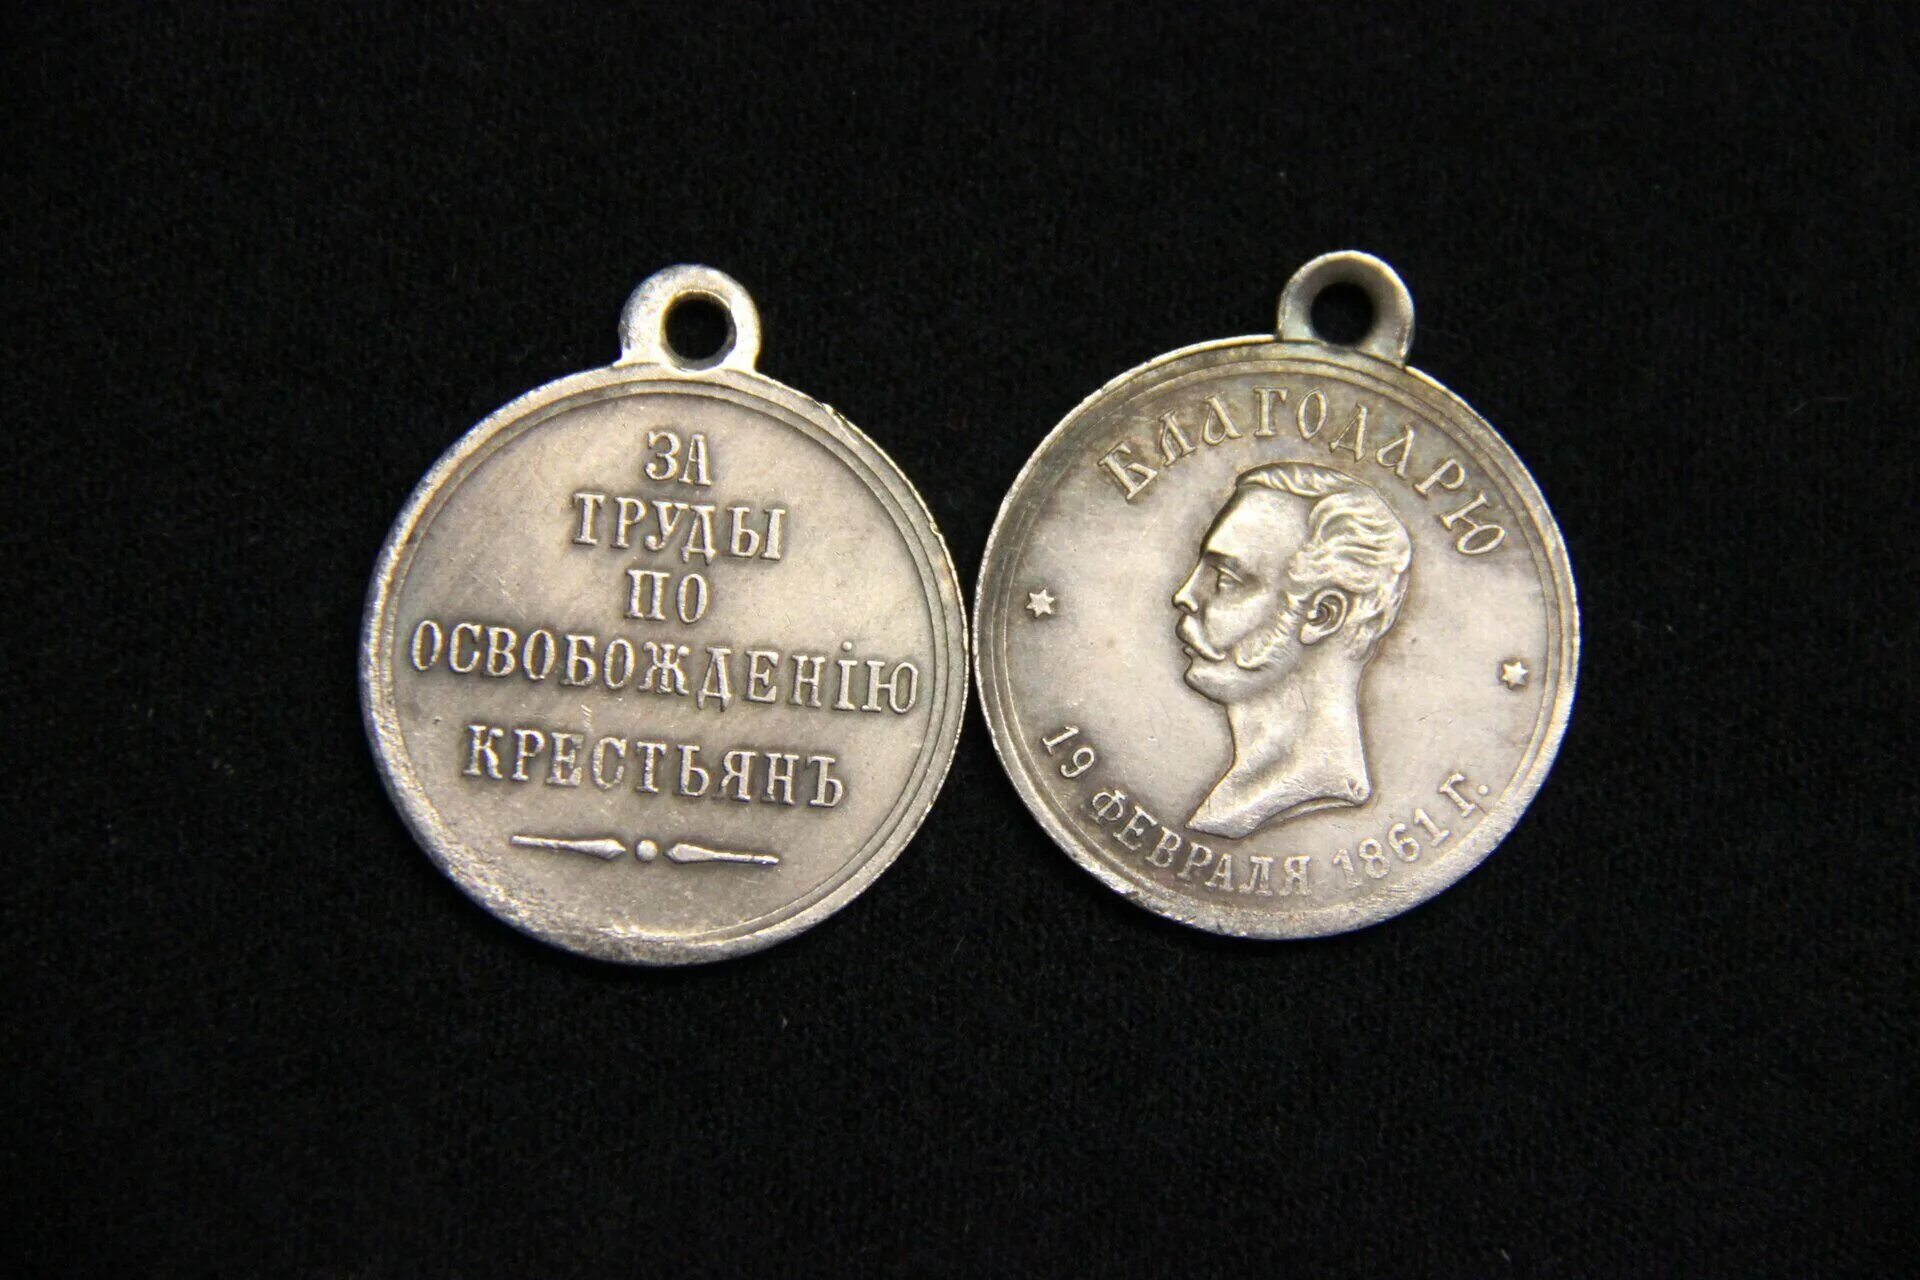 ЗА
ТРУДЫ
ПО
ОСВОБОЖДЕНІЮ
КРЕСТЬЯНЪ
БЛАГОДАРЮ
19 ФЕВРАЛЯ 1861 Г.